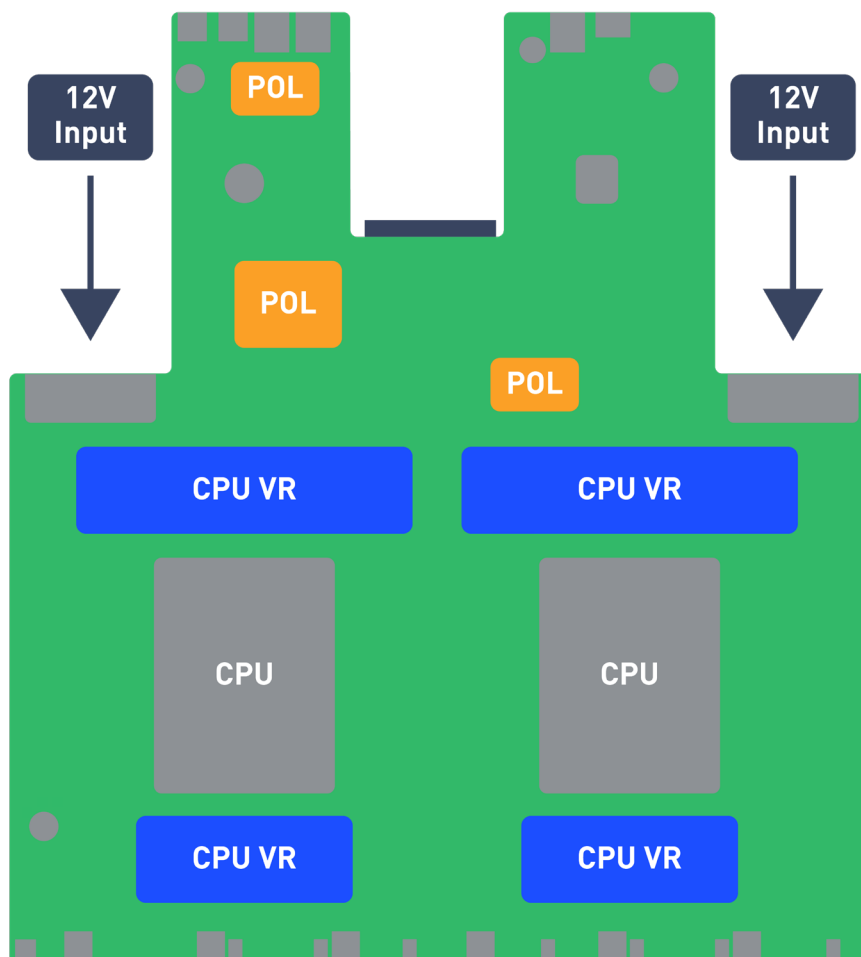 POL
12V
Input
12V
Input
POL
POL
CPU VR
CPU VR
CPU
CPU
CPU VR
CPU VR